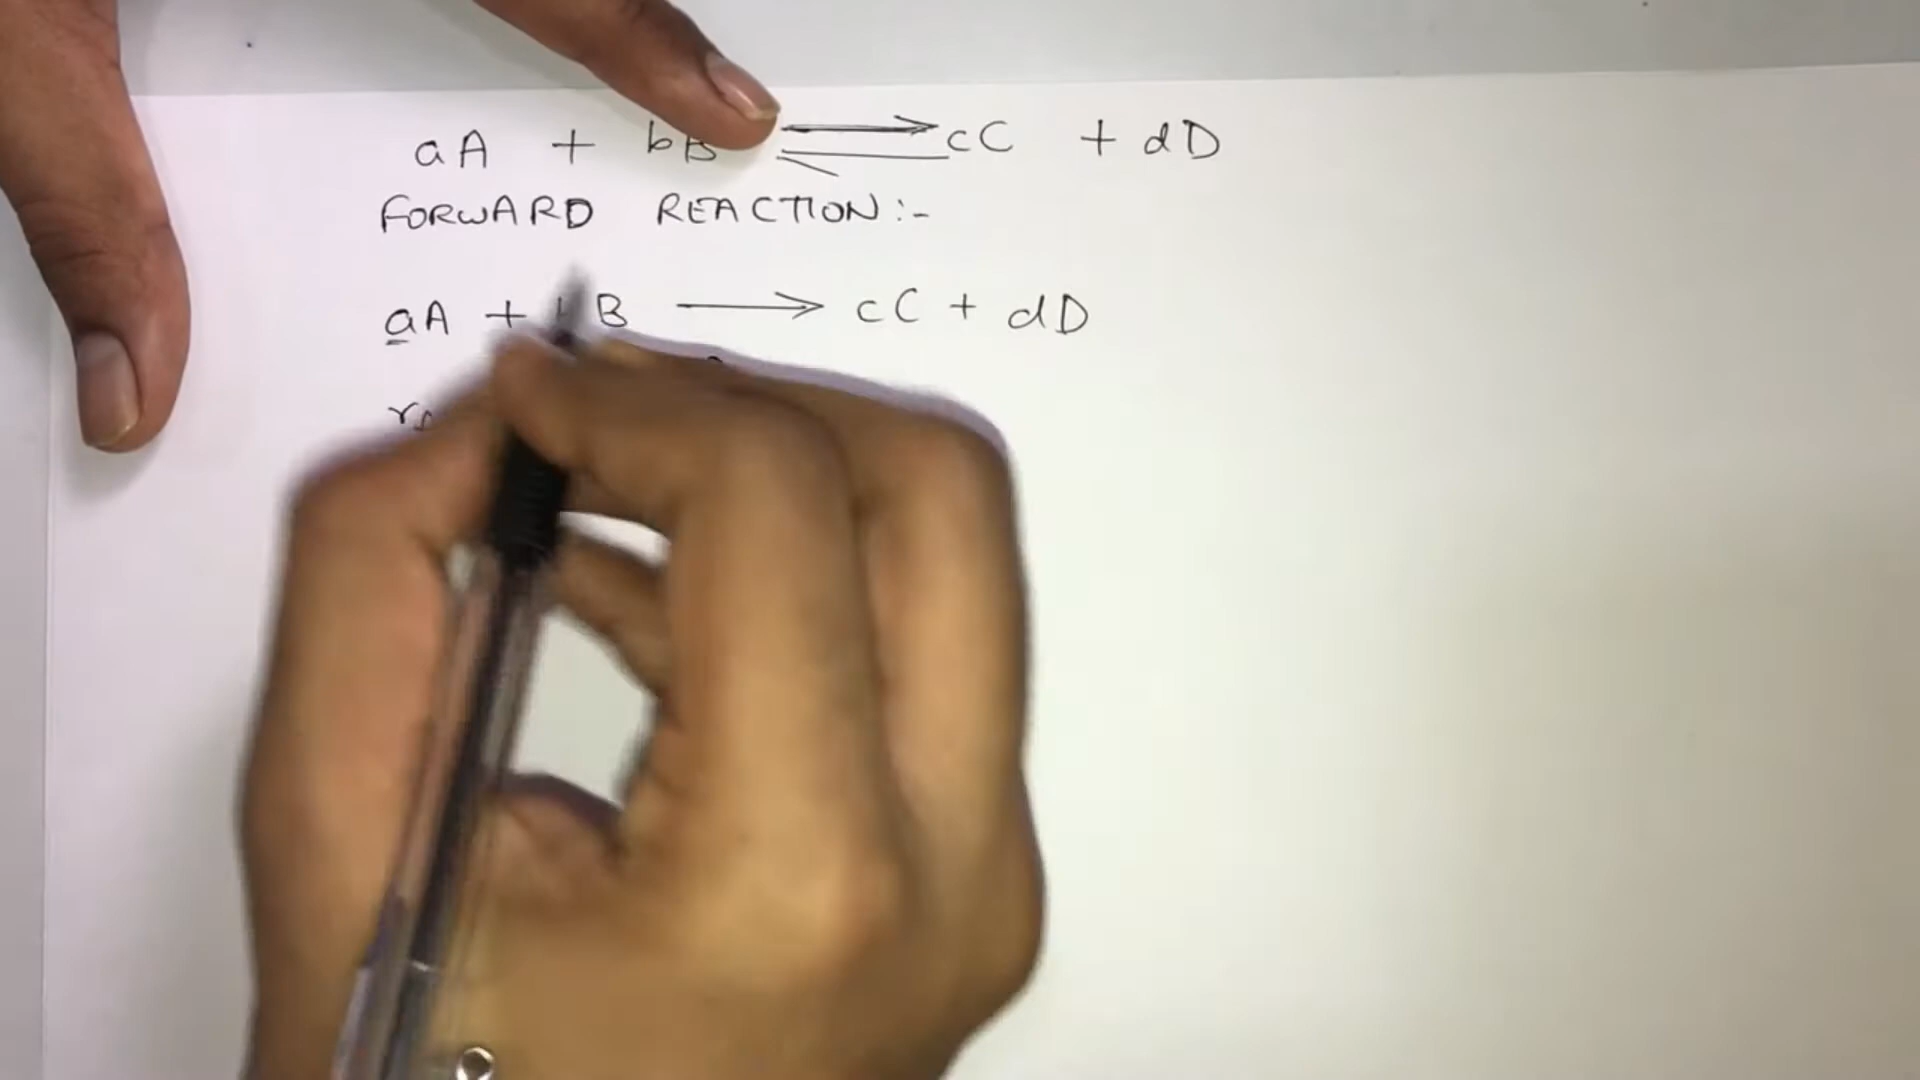 aA + bB ⇌ cC + dD
FORWARD REACTION :-
aA + B → cC + dD